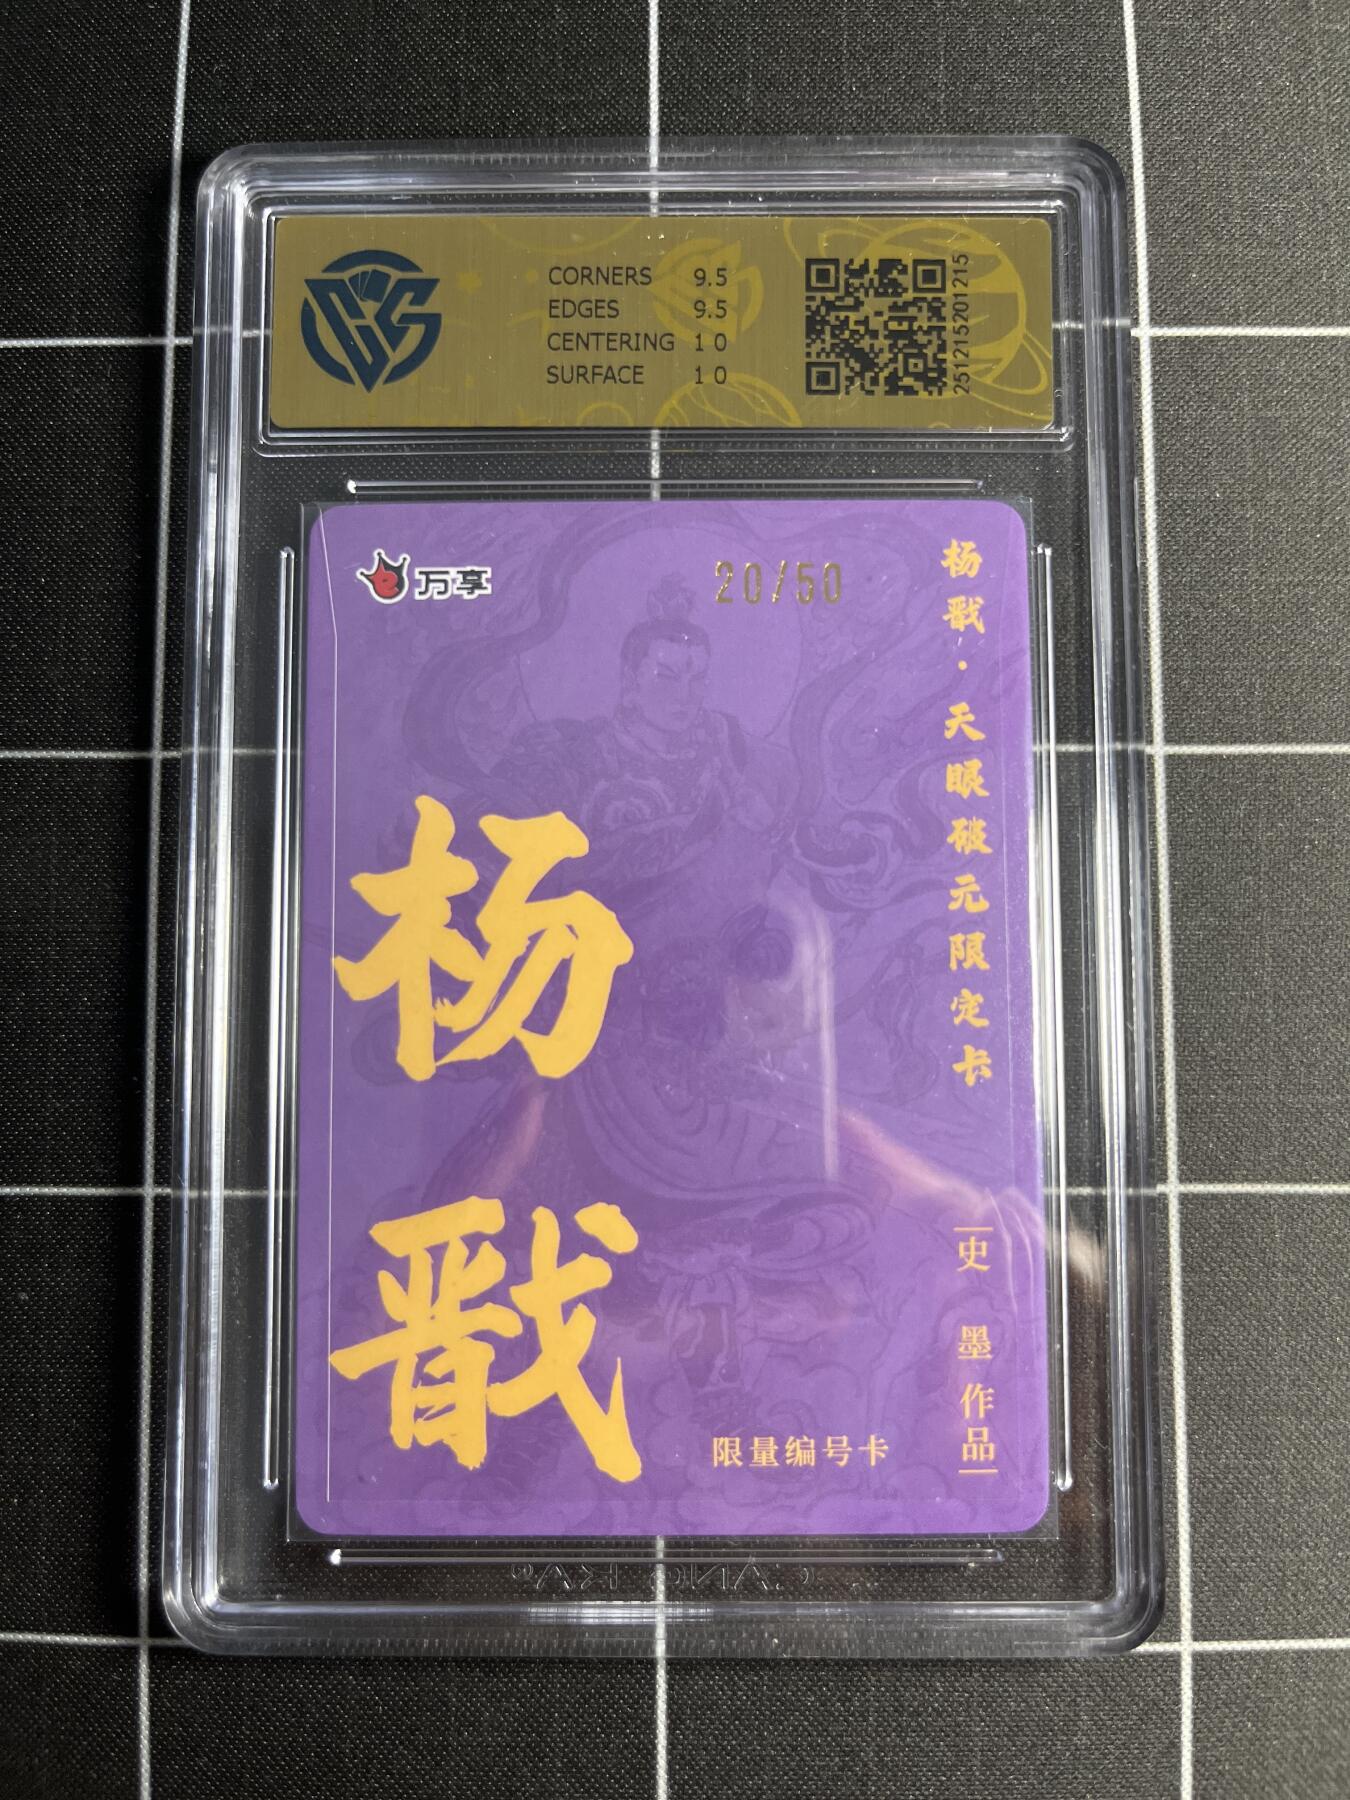 CORNERS 9.5
EDGES 9.5
CENTERING 10
SURFACE 10
251215201215
万享
20/50
杨戬·天眼破元限定卡
杨戬
史墨作品
限量编号卡